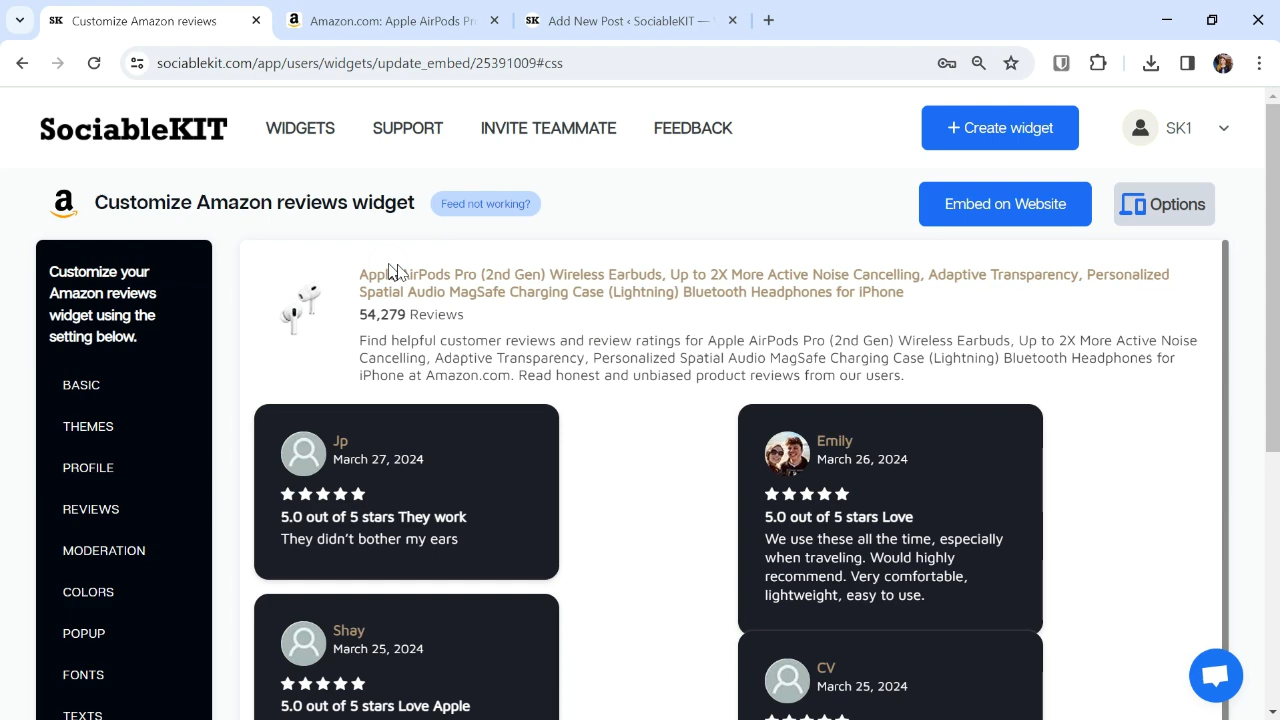 SK Customize Amazon reviews
Amazon.com: Apple AirPods Pr
SK Add New Post ‹ SociableKIT —
sociablekit.com/app/users/widgets/update_embed/25391009#css
SociableKIT
WIDGETS
SUPPORT
INVITE TEAMMATE
FEEDBACK
+ Create widget
SK1
a Customize Amazon reviews widget
Feed not working?
Embed on Website
Options
Customize your
Amazon reviews
widget using the
setting below.
BASIC
THEMES
PROFILE
REVIEWS
MODERATION
COLORS
POPUP
FONTS
TEXTS
Apple AirPods Pro (2nd Gen) Wireless Earbuds, Up to 2X More Active Noise Cancelling, Adaptive Transparency, Personalized
Spatial Audio MagSafe Charging Case (Lightning) Bluetooth Headphones for iPhone
54,279 Reviews
Find helpful customer reviews and review ratings for Apple AirPods Pro (2nd Gen) Wireless Earbuds, Up to 2X More Active Noise
Cancelling, Adaptive Transparency, Personalized Spatial Audio MagSafe Charging Case (Lightning) Bluetooth Headphones for
iPhone at Amazon.com. Read honest and unbiased product reviews from our users.
Jp
March 27, 2024
5.0 out of 5 stars They work
They didn't bother my ears
Shay
March 25, 2024
5.0 out of 5 stars Love Apple
Emily
March 26, 2024
5.0 out of 5 stars Love
We use these all the time, especially
when traveling. Would highly
recommend. Very comfortable,
lightweight, easy to use.
CV
March 25, 2024